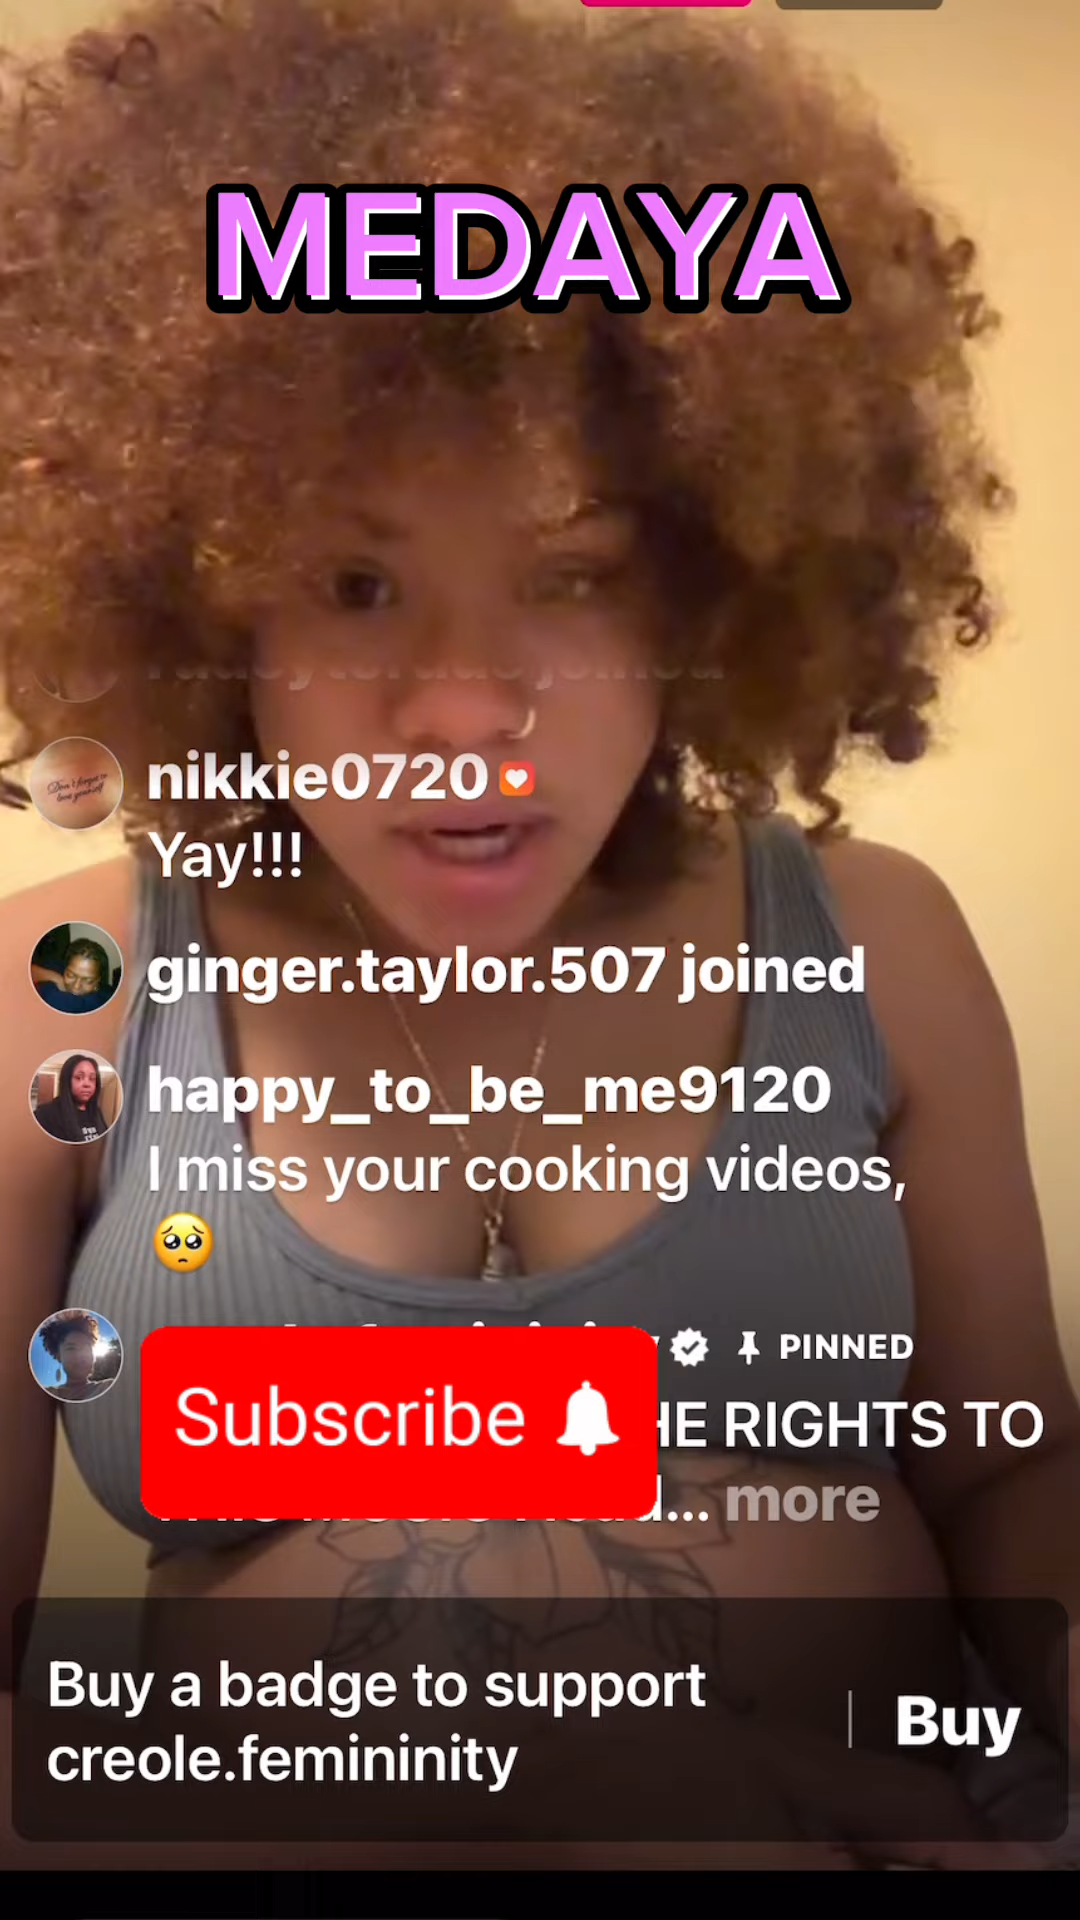 MEDAYA
joined
nikkie0720
Yay!!!
ginger.taylor.507 joined
happy_to_be_me9120
I miss your cooking videos,
🥺
PINNED
Subscribe
RIGHTS TO
... more
Buy a badge to support
creole.femininity
Buy